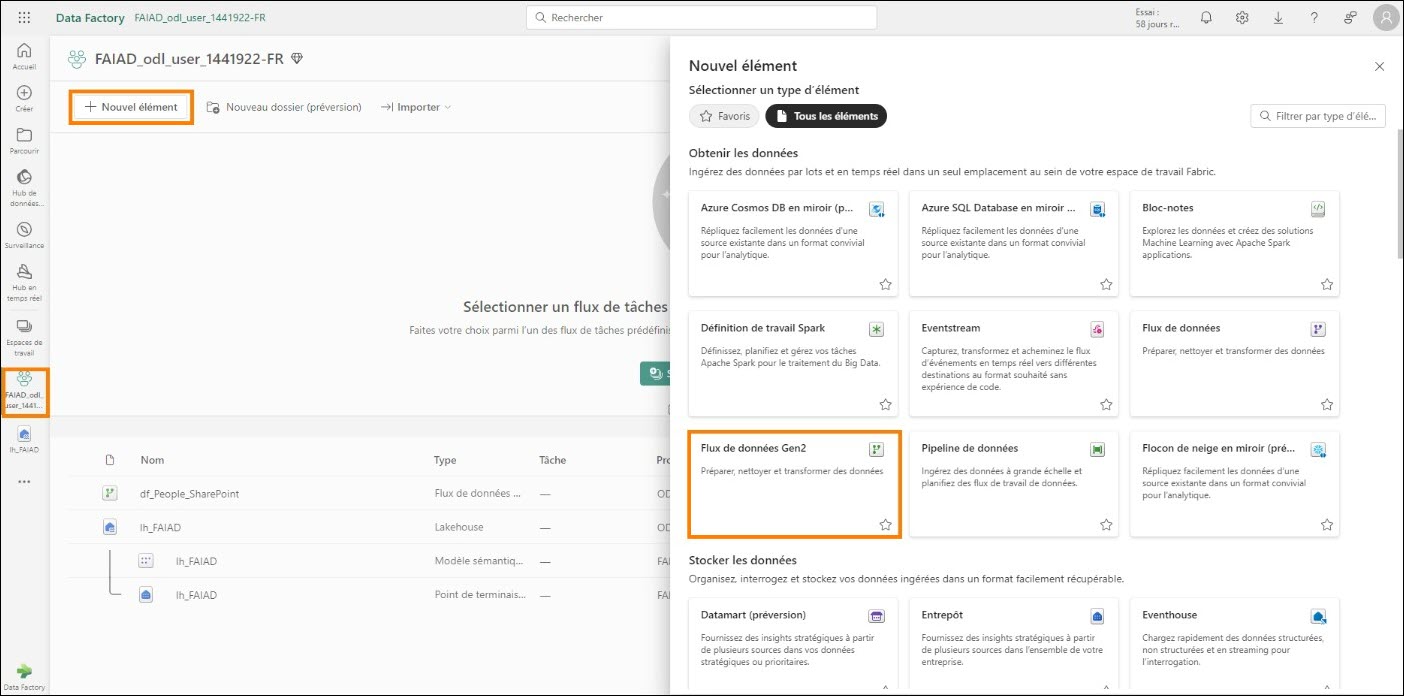 Data Factory FAIAD_odl_user_1441922-FR
Rechercher
Essai :
58 jours r...
Accueil
Créer
Parcourir
Hub de
données...
Surveillance
Hub en
temps réel
Espaces de
travail
FAIAD_odl_
user_1441...
lh_FAIAD
Data Factory
FAIAD_odl_user_1441922-FR
Nouvel élément
Nouveau dossier (préversion)
Importer
Sélectionner un flux de tâches
Faites votre choix parmi l'un des flux de tâches prédéfinis
Nom Type Tâche
df_People_SharePoint Flux de données ... —
lh_FAIAD Lakehouse —
lh_FAIAD Modèle sémantiq... —
lh_FAIAD Point de terminais... —
Nouvel élément
Sélectionner un type d'élément
Favoris
Tous les éléments
Filtrer par type d'élé...
Obtenir les données
Ingérez des données par lots et en temps réel dans un seul emplacement au sein de votre espace de travail Fabric.
Azure Cosmos DB en miroir (p...
Répliquez facilement les données d'une
source existante dans un format convivial
pour l'analytique.
Azure SQL Database en miroir ...
Répliquez facilement les données d'une
source existante dans un format convivial
pour l'analytique.
Bloc-notes
Explorez les données et créez des solutions
Machine Learning avec Apache Spark
applications.
Définition de travail Spark
Définissez, planifiez et gérez vos tâches
Apache Spark pour le traitement du Big Data.
Eventstream
Capturez, transformez et acheminez le flux
d'événements en temps réel vers différentes
destinations au format souhaité sans
expérience de code.
Flux de données
Préparer, nettoyer et transformer des données
Flux de données Gen2
Préparer, nettoyer et transformer des données
Pipeline de données
Ingérez des données à grande échelle et
planifiez des flux de travail de données.
Flocon de neige en miroir (pré...
Répliquez facilement les données d'une
source existante dans un format convivial
pour l'analytique.
Stocker les données
Organisez, interrogez et stockez vos données ingérées dans un format facilement récupérable.
Datamart (préversion)
Fournissez des insights stratégiques à partir
de plusieurs sources dans vos données
stratégiques ou prioritaires.
Entrepôt
Fournissez des insights stratégiques à partir
de plusieurs sources dans l'ensemble de votre
entreprise.
Eventhouse
Chargez rapidement des données structurées,
non structurées et en streaming pour
l'interrogation.